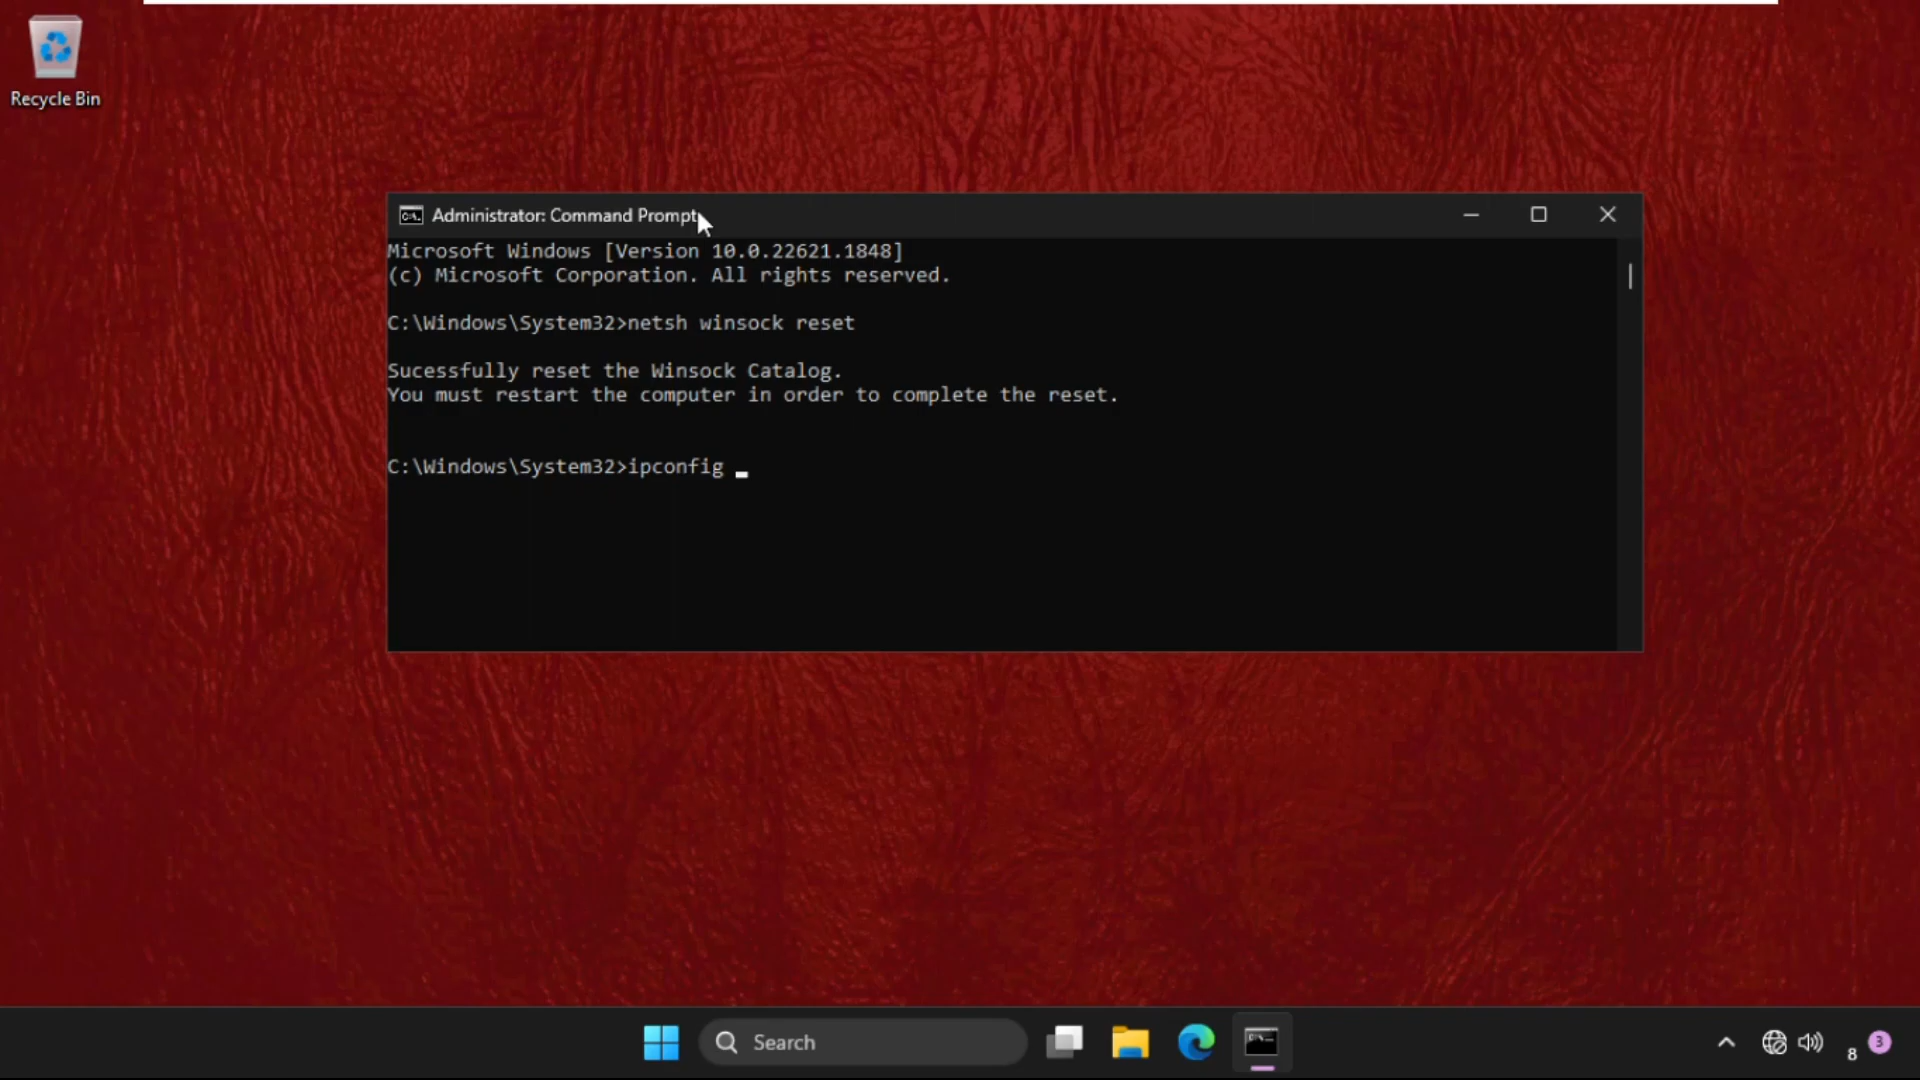 Recycle Bin
Administrator: Command Prompt
Microsoft Windows [Version 10.0.22621.1848]
(c) Microsoft Corporation. All rights reserved.
C:\Windows\System32>netsh winsock reset
Sucessfully reset the Winsock Catalog.
You must restart the computer in order to complete the reset.
C:\Windows\System32>ipconfig
Search
8
3